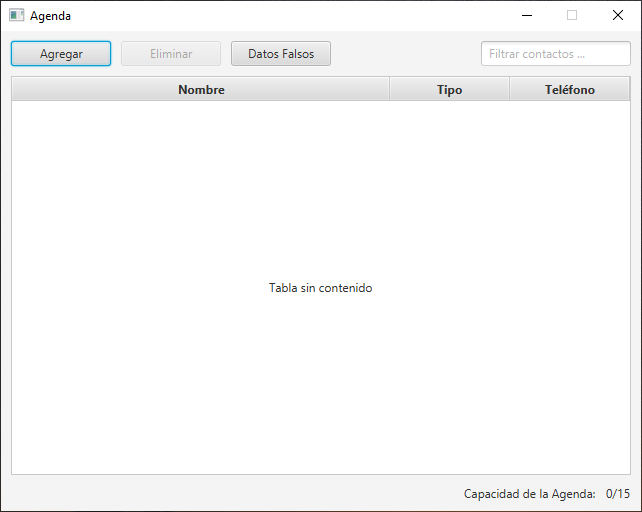 Agenda
Agregar Eliminar Datos Falsos Filtrar contactos ...
Nombre Tipo Teléfono
Tabla sin contenido
Capacidad de la Agenda: 0/15